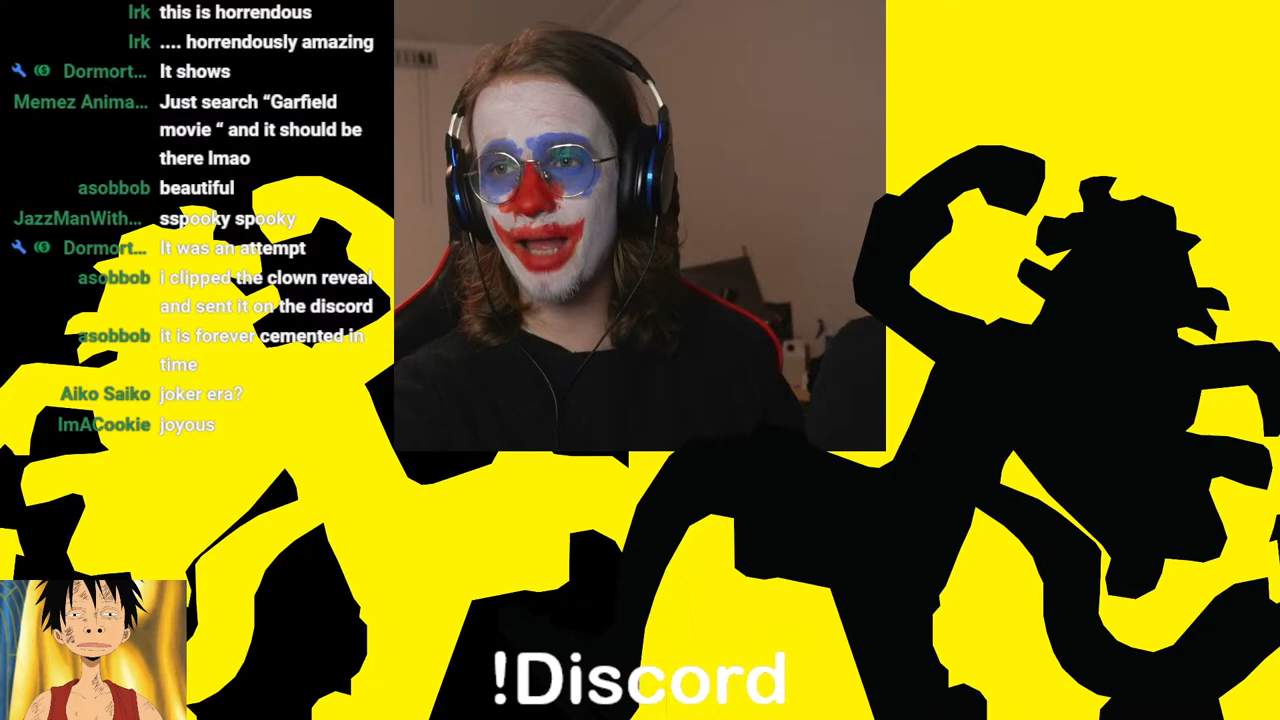 Irk this is horrendous
Irk .... horrendously amazing
Dormort... It shows
Memez Anima... Just search “Garfield
movie “ and it should be
there lmao
asobbob beautiful
JazzManWith... sspooky spooky
Dormort... It was an attempt
asobbob i clipped the clown reveal
and sent it on the discord
asobbob it is forever cemented in
time
Aiko Saiko joker era?
ImACookie joyous
!Discord